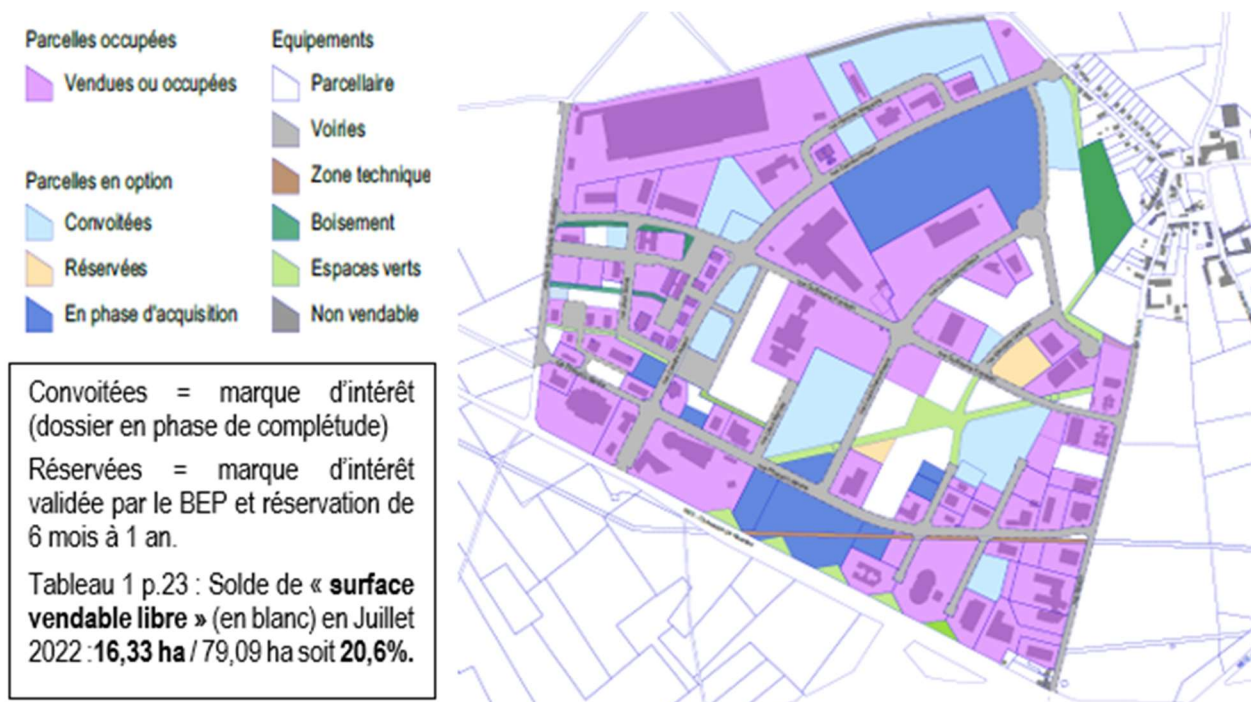 Parcelles occupées
Vendues ou occupées
Parcelles en option
Convoitées
Réservées
En phase d'acquisition
Equipements
Parcellaire
Voiries
Zone technique
Boisement
Espaces verts
Non vendable
Convoitées = marque d'intérêt
(dossier en phase de complétude)
Réservées = marque d'intérêt
validée par le BEP et réservation de
6 mois à 1 an.
Tableau 1 p.23 : Solde de « surface
vendable libre » (en blanc) en Juillet
2022 :16,33 ha / 79,09 ha soit 20,6%.